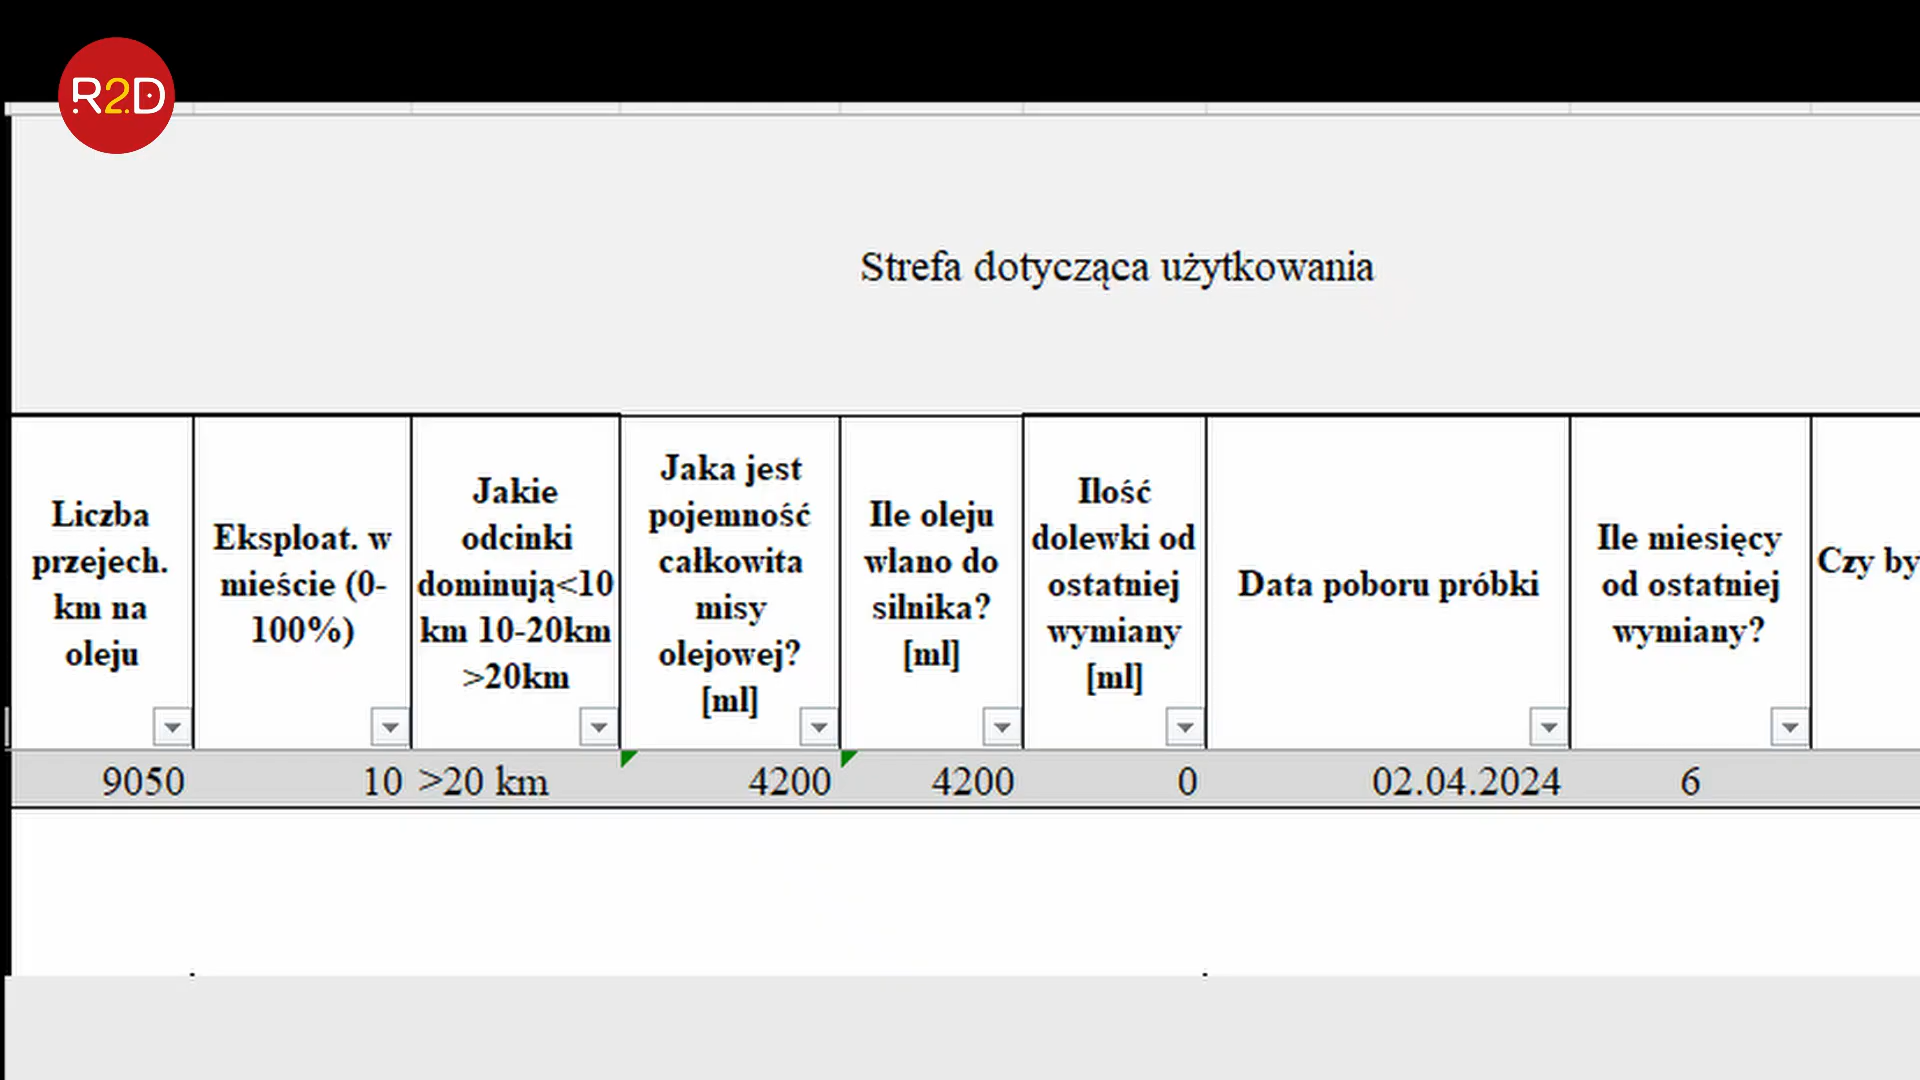 R2D
Strefa dotycząca użytkowania
Liczba
przejech.
km na
oleju
Eksploat. w
mieście (0-
100%)
Jakie
odcinki
dominują<10
km 10-20km
>20km
Jaka jest
pojemność
całkowita
misy
olejowej?
[ml]
Ile oleju
wlano do
silnika?
[ml]
Ilość
dolewki od
ostatniej
wymiany
[ml]
Data poboru próbki
Ile miesięcy
od ostatniej
wymiany?
Czy by
9050
10
>20 km
4200
4200
0
02.04.2024
6